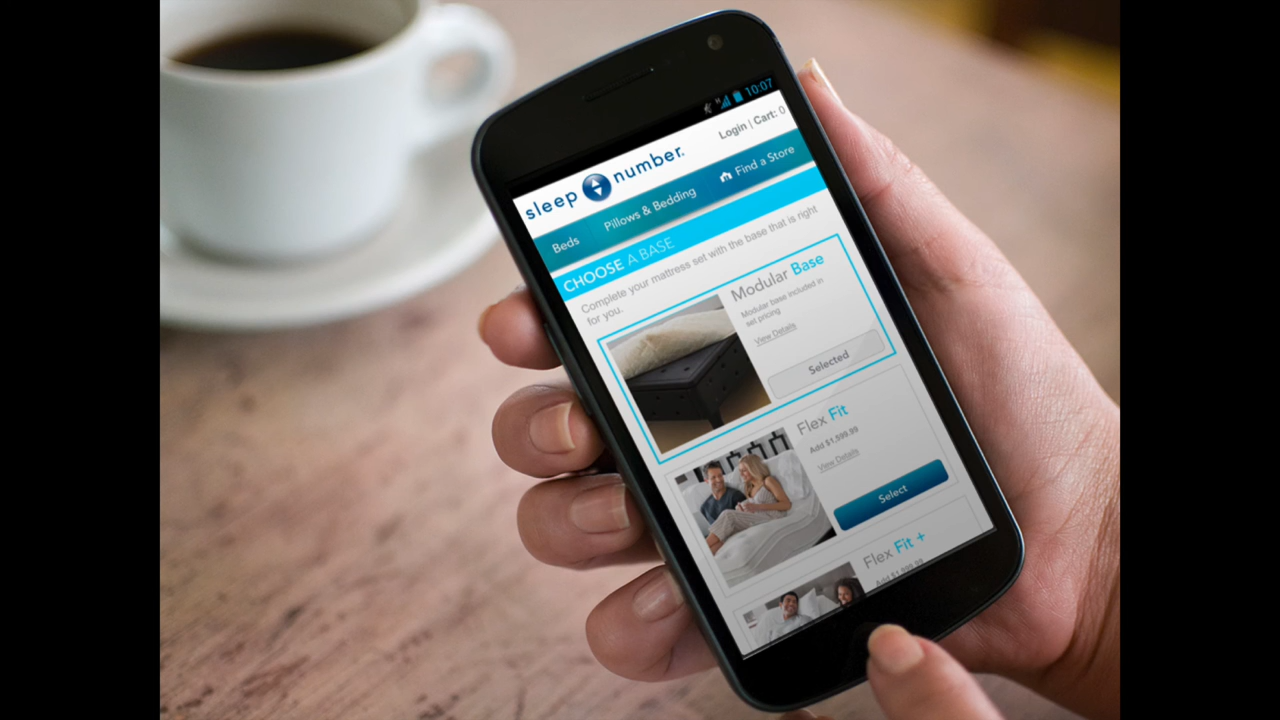 H 10:07
Login | Cart: 0
sleep number.
Beds Pillows & Bedding Find a Store
CHOOSE A BASE
Complete your mattress set with the base that is right
for you.
Modular Base
Modular base included in
set pricing
View Details
Selected
Flex Fit
Add $1,599.99
View Details
Select
Flex Fit +
Add